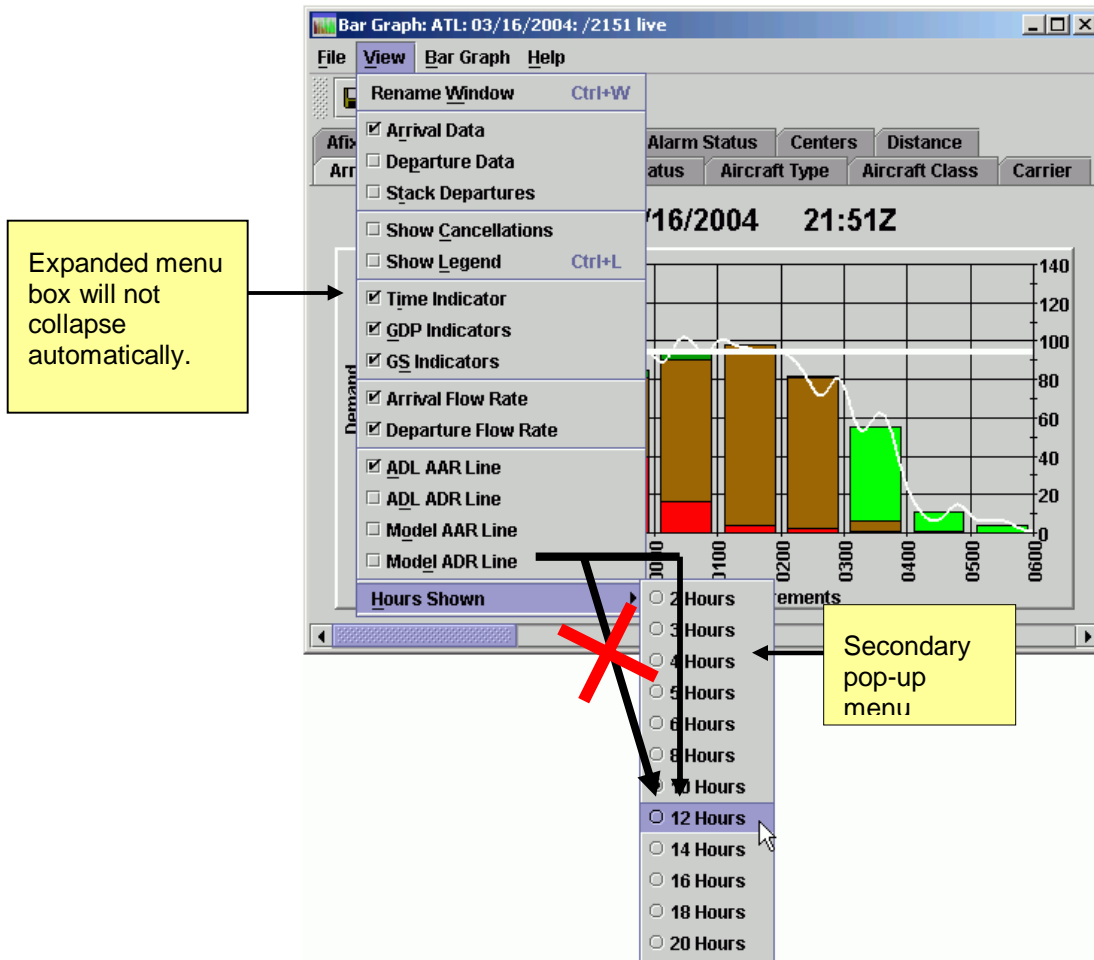 Bar Graph: ATL: 03/16/2004: /2151 live
File View Bar Graph Help
Rename Window Ctrl+W
Arrival Data
Departure Data
Stack Departures
Show Cancellations
Show Legend Ctrl+L
Time Indicator
GDP Indicators
GS Indicators
Arrival Flow Rate
Departure Flow Rate
ADL AAR Line
ADL ADR Line
Model AAR Line
Model ADR Line
Hours Shown
Afix
Alarm Status Centers Distance
Arr
atus Aircraft Type Aircraft Class Carrier
/16/2004 21:51Z
Demand
140
120
100
80
60
40
20
0
0000 0100 0200 0300 0400 0500 0600
rements
2 Hours
3 Hours
4 Hours
5 Hours
6 Hours
8 Hours
10 Hours
12 Hours
14 Hours
16 Hours
18 Hours
20 Hours
Expanded menu
box will not
collapse
automatically.
Secondary
pop-up
menu